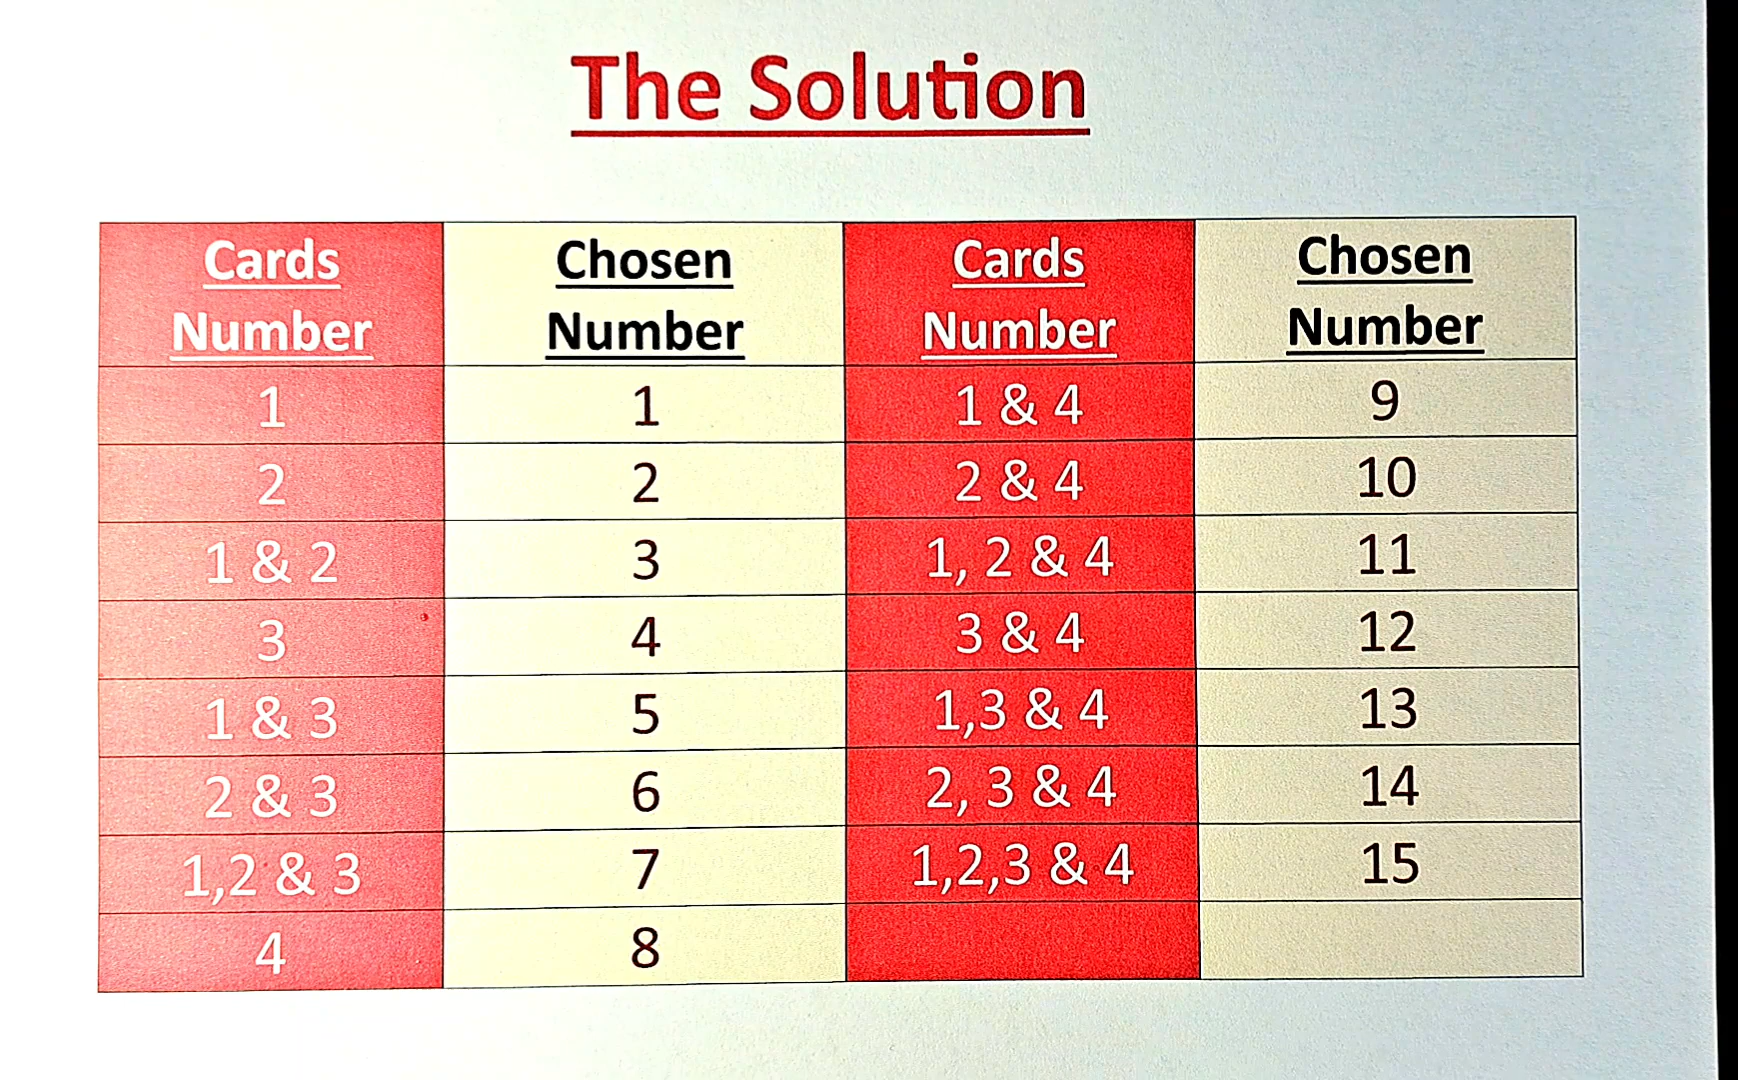 The Solution
Cards Number Chosen Number Cards Number Chosen Number
1 1 1 & 4 9
2 2 2 & 4 10
1 & 2 3 1, 2 & 4 11
3 4 3 & 4 12
1 & 3 5 1,3 & 4 13
2 & 3 6 2, 3 & 4 14
1,2 & 3 7 1,2,3 & 4 15
4 8